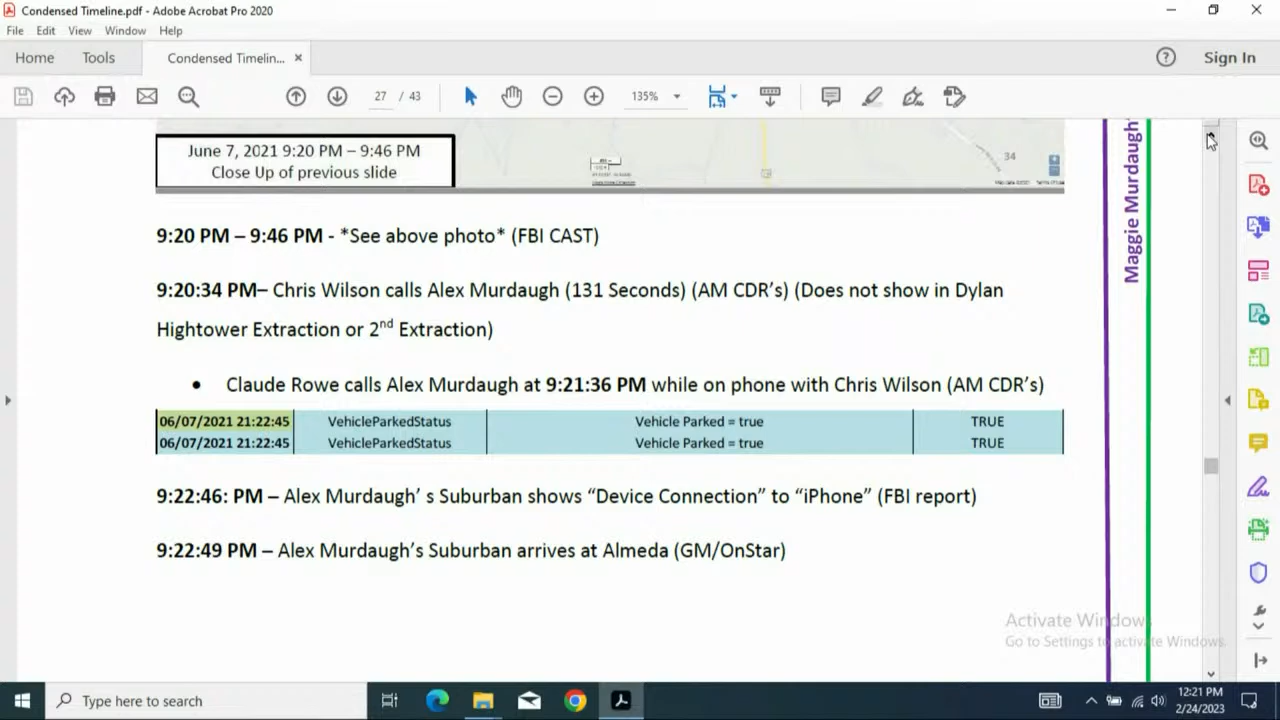 Condensed Timeline.pdf - Adobe Acrobat Pro 2020
File Edit View Window Help
Home Tools Condensed Timelin... × Sign In
27 / 43 135%
June 7, 2021 9:20 PM – 9:46 PM
Close Up of previous slide
34
Maggie Murdaugh'
9:20 PM – 9:46 PM - *See above photo* (FBI CAST)
9:20:34 PM– Chris Wilson calls Alex Murdaugh (131 Seconds) (AM CDR's) (Does not show in Dylan
Hightower Extraction or 2nd Extraction)
• Claude Rowe calls Alex Murdaugh at 9:21:36 PM while on phone with Chris Wilson (AM CDR's)
06/07/2021 21:22:45 VehicleParkedStatus Vehicle Parked = true TRUE
06/07/2021 21:22:45 VehicleParkedStatus Vehicle Parked = true TRUE
9:22:46: PM – Alex Murdaugh' s Suburban shows “Device Connection” to “iPhone” (FBI report)
9:22:49 PM – Alex Murdaugh's Suburban arrives at Almeda (GM/OnStar)
Activate Windows
Go to Settings to activate Windows.
Type here to search
12:21 PM
2/24/2023